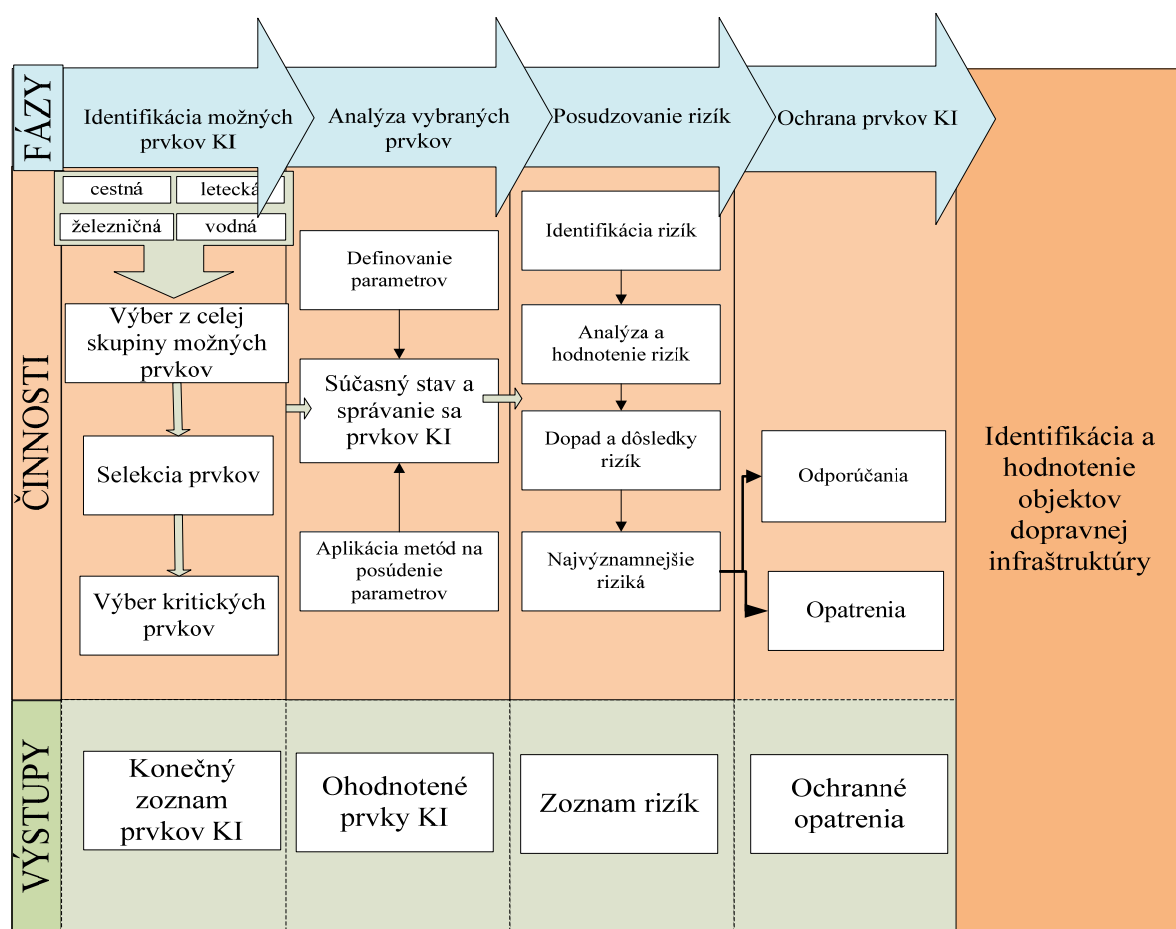 FÁZY
Identifikácia možných
prvkov KI
Analýza vybraných
prvkov
Posudzovanie rizík
Ochrana prvkov KI
ČINNOSTI
cestná
letecká
železničná
vodná
Výber z celej
skupiny možných
prvkov
Selekcia prvkov
Výber kritických
prvkov
Definovanie
parametrov
Súčasný stav a
správanie sa
prvkov KI
Aplikácia metód na
posúdenie
parametrov
Identifikácia rizík
Analýza a
hodnotenie rizík
Dopad a dôsledky
rizík
Najvýznamnejšie
riziká
Odporúčania
Opatrenia
Identifikácia a
hodnotenie
objektov
dopravnej
infraštruktúry
VÝSTUPY
Konečný
zoznam
prvkov KI
Ohodnotené
prvky KI
Zoznam rizík
Ochranné
opatrenia